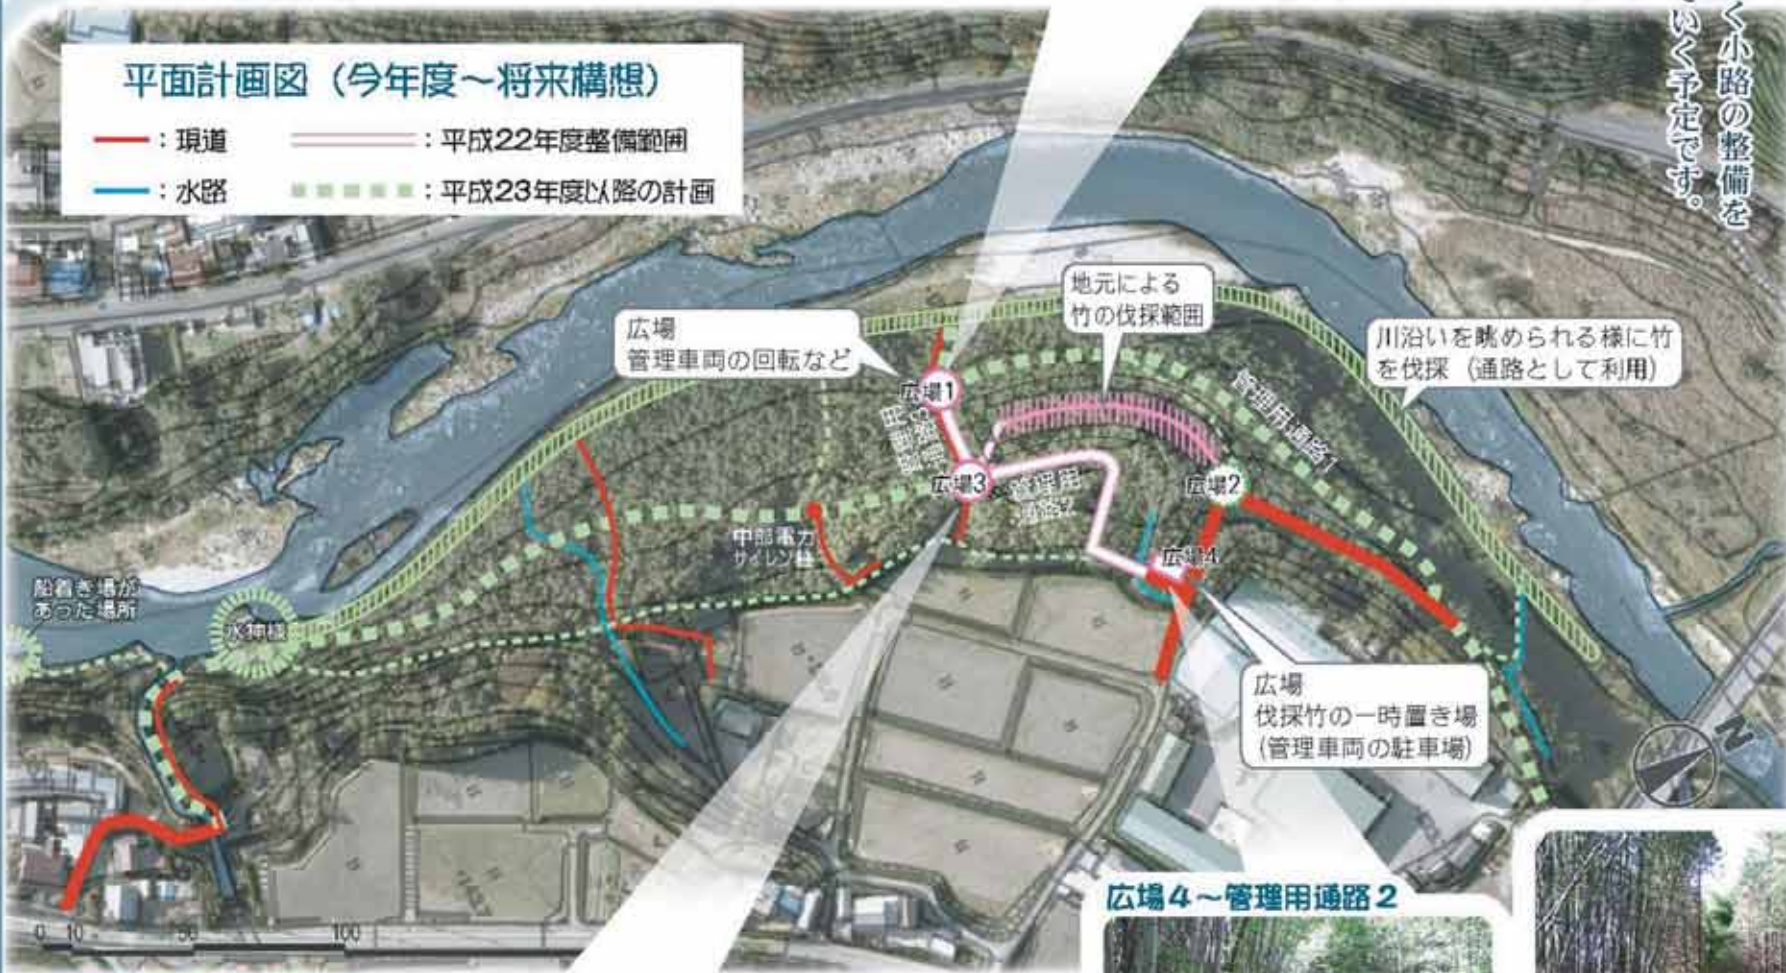 く小路の整備を
いく予定です。
平面計画図（今年度～将来構想）
：現道
：平成22年度整備範囲
：水路
：平成23年度以降の計画
地元による
竹の伐採範囲
広場
管理車両の回転など
川沿いを眺められる様に竹
を伐採（通路として利用）
広場1
管理用通路1
広場3
広場2
管理用
通路2
中部電力
サイレン
広場4
船着き場が
あった場所
水神様
広場
伐採竹の一時置き場
(管理車両の駐車場)
N
0 10 50 100
広場4～管理用通路2